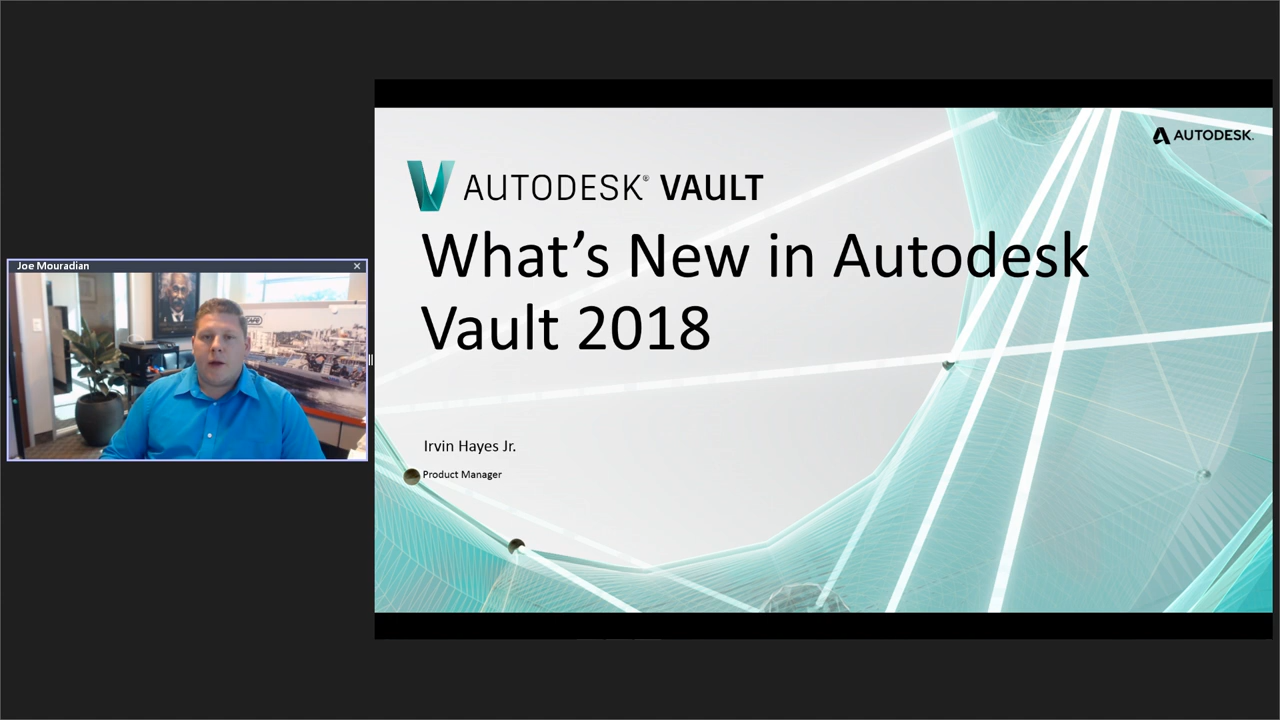 Joe Mouradian
AUTODESK® VAULT
AUTODESK.
What's New in Autodesk
Vault 2018
Irvin Hayes Jr.
Product Manager